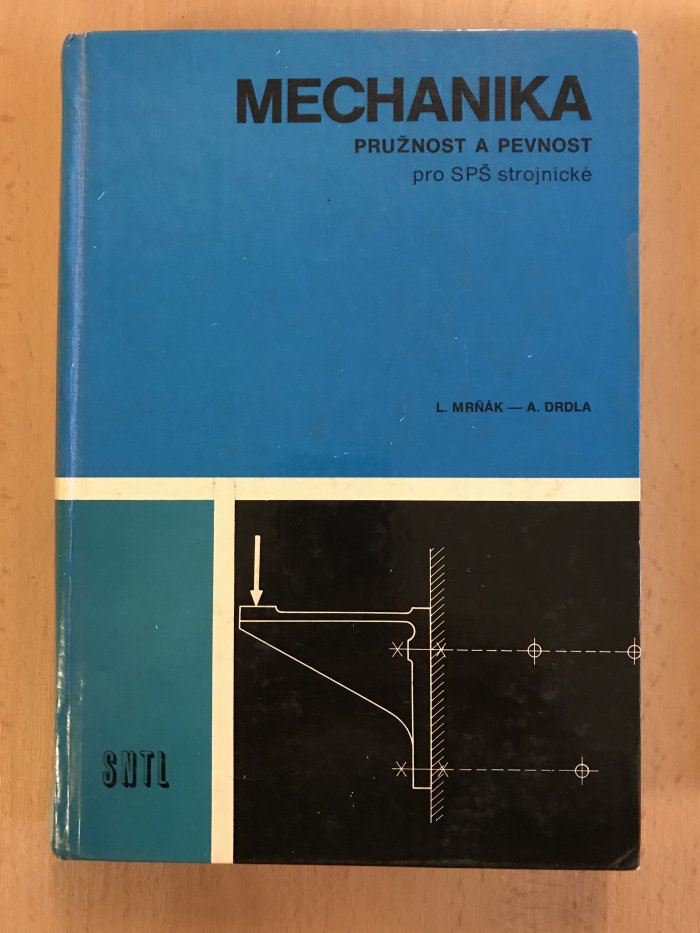 MECHANIKA
PRUŽNOST A PEVNOST
pro SPŠ strojnické
L. MRŇÁK — A. DRDLA
SNTL